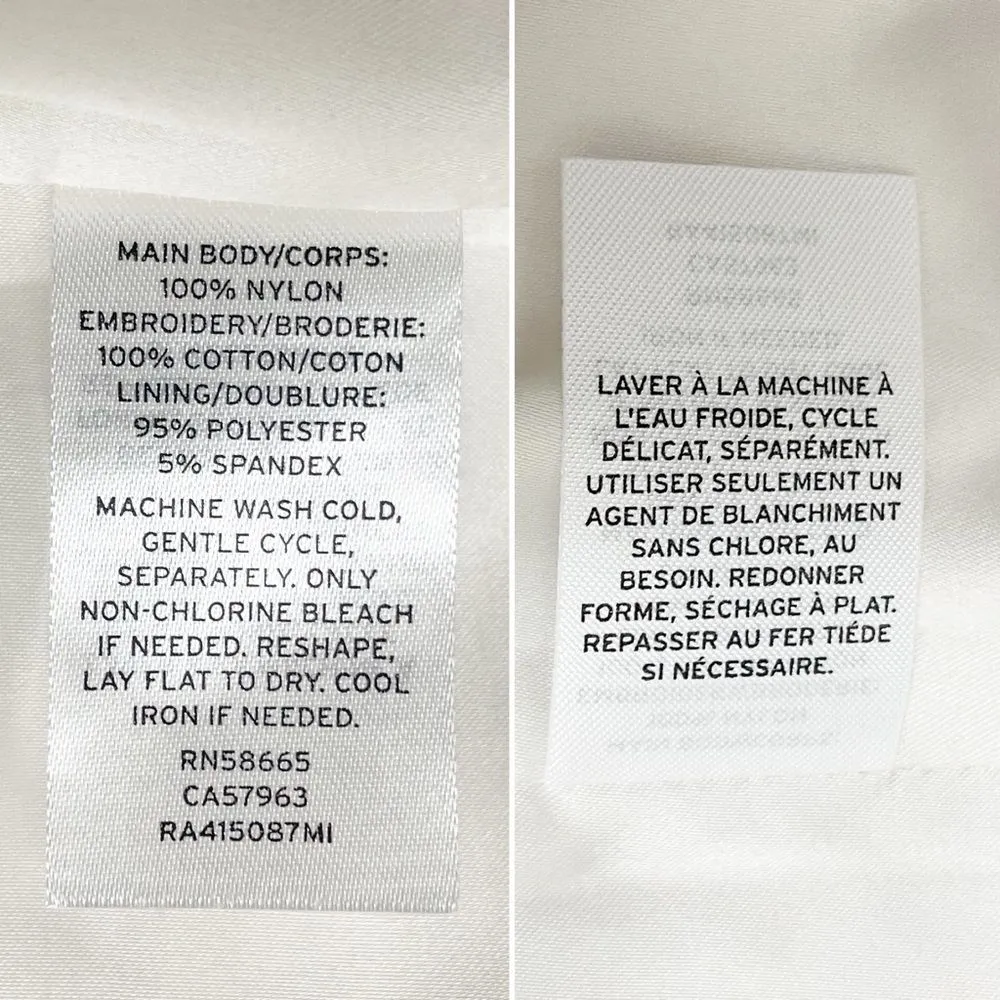 MAIN BODY/CORPS:
100% NYLON
EMBROIDERY/BRODERIE:
100% COTTON/COTON
LINING/DOUBLURE:
95% POLYESTER
5% SPANDEX
MACHINE WASH COLD,
GENTLE CYCLE,
SEPARATELY. ONLY
NON-CHLORINE BLEACH
IF NEEDED. RESHAPE,
LAY FLAT TO DRY. COOL
IRON IF NEEDED.
RN58665
CA57963
RA415087MI
LAVER À LA MACHINE À
L'EAU FROIDE, CYCLE
DÉLICAT, SÉPARÉMENT.
UTILISER SEULEMENT UN
AGENT DE BLANCHIMENT
SANS CHLORE, AU
BESOIN. REDONNER
FORME, SÉCHAGE À PLAT.
REPASSER AU FER TIÉDE
SI NÉCESSAIRE.